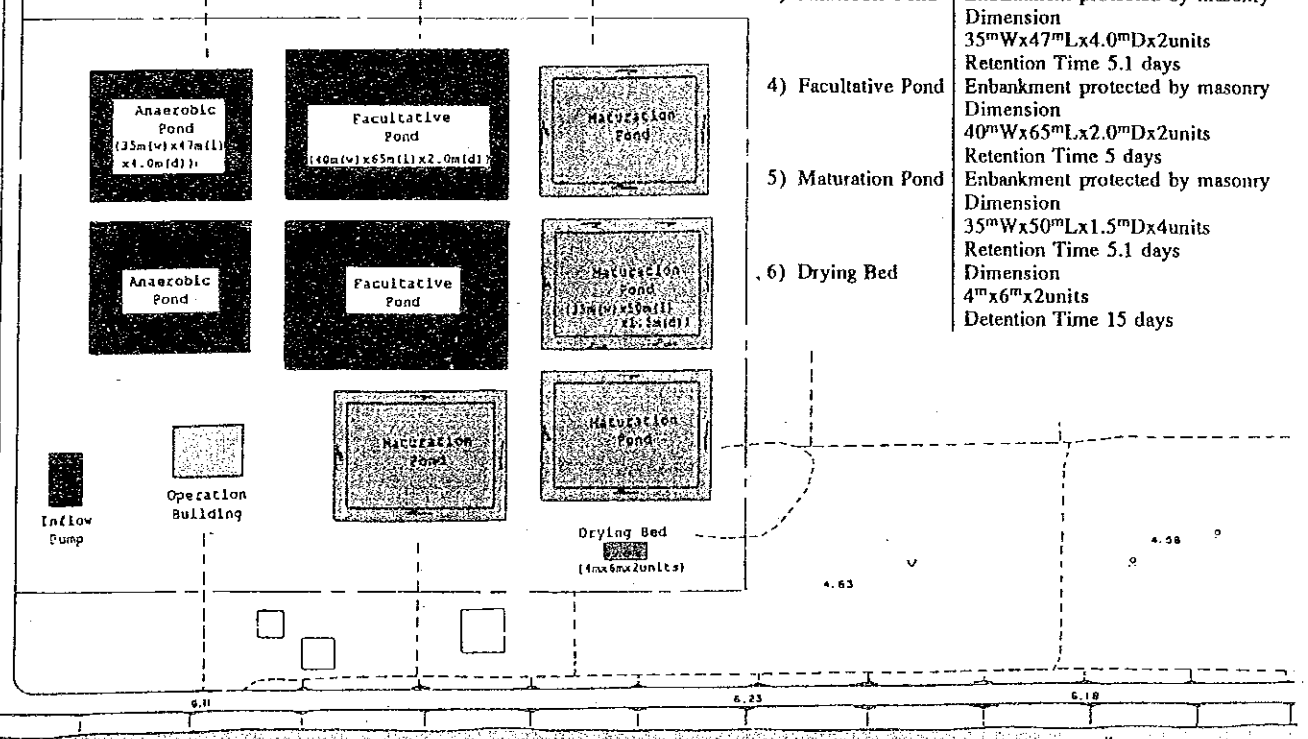 Anaerobic
Pond
(35m(w)x47m(l)
x4.0m(d))
Facultative
Pond
(40m(w)x65m(l)x2.0m(d))
Maturation
Pond
Anaerobic
Pond
Facultative
Pond
Maturation
Pond
(35m(w)x50m(l)
x1.5m(d))
Maturation
Pond
Maturation
Pond
Inflow
Pump
Operation
Building
Drying Bed
(4mx6mx2units)
Dimension
35ᵐWx47ᵐLx4.0ᵐDx2units
Retention Time 5.1 days
4) Facultative Pond
Enbankment protected by masonry
Dimension
40ᵐWx65ᵐLx2.0ᵐDx2units
Retention Time 5 days
5) Maturation Pond
Enbankment protected by masonry
Dimension
35ᵐWx50ᵐLx1.5ᵐDx4units
Retention Time 5.1 days
6) Drying Bed
Dimension
4ᵐx6ᵐx2units
Detention Time 15 days
4.63
4.58
6.11
6.23
6.18